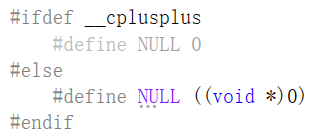 #ifdef __cplusplus
    #define NULL 0
#else
    #define NULL ((void *)0)
#endif